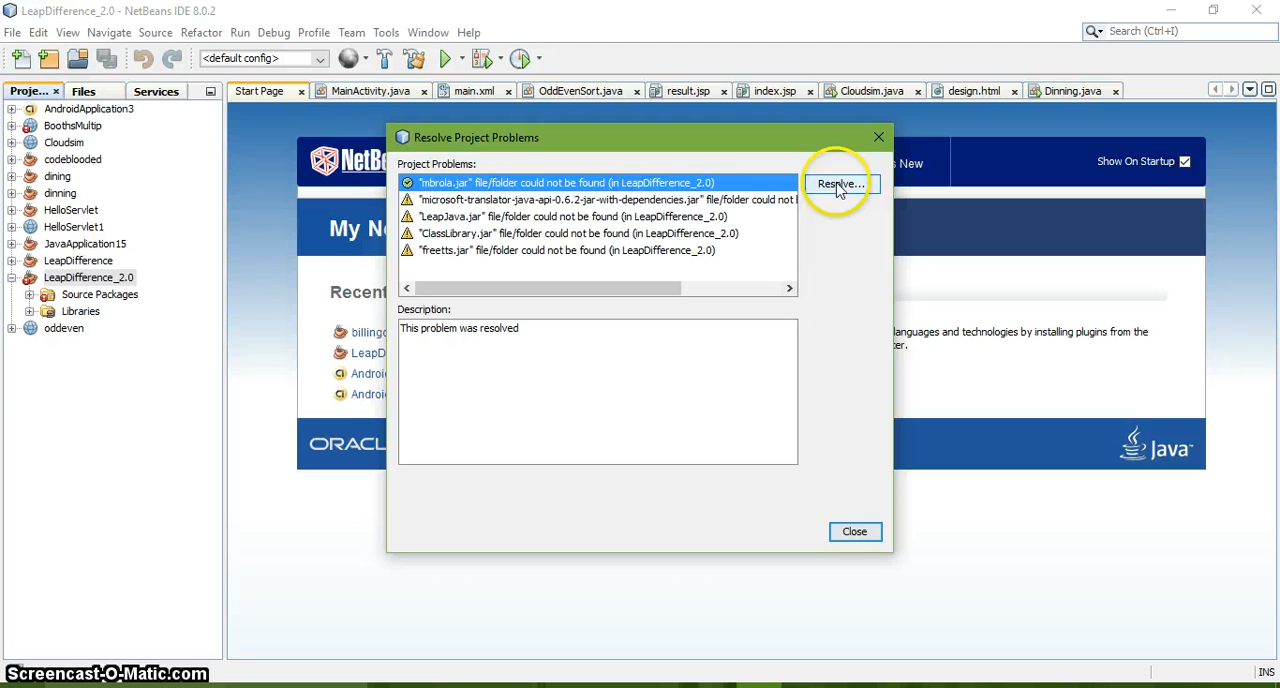 LeapDifference_2.0 - NetBeans IDE 8.0.2
File Edit View Navigate Source Refactor Run Debug Profile Team Tools Window Help
Search (Ctrl+I)
<default config>
Proje... × Files Services
Start Page MainActivity.java main.xml OddEvenSort.java result.jsp index.jsp Cloudsim.java design.html Dinning.java
AndroidApplication3
BoothsMultip
Cloudsim
codeblooded
dining
dinning
HelloServlet
HelloServlet1
JavaApplication15
LeapDifference
LeapDifference_2.0
Source Packages
Libraries
oddeven
NetBe
s New
Show On Startup
My Ne
Recent
billingc
LeapD
Androi
Androi
languages and technologies by installing plugins from the
ter.
ORACL
Java
Resolve Project Problems
Project Problems:
"mbrola.jar" file/folder could not be found (in LeapDifference_2.0)
"microsoft-translator-java-api-0.6.2-jar-with-dependencies.jar" file/folder could not
"LeapJava.jar" file/folder could not be found (in LeapDifference_2.0)
"ClassLibrary.jar" file/folder could not be found (in LeapDifference_2.0)
"freetts.jar" file/folder could not be found (in LeapDifference_2.0)
Resolve...
Description:
This problem was resolved
Close
Screencast-O-Matic.com
INS